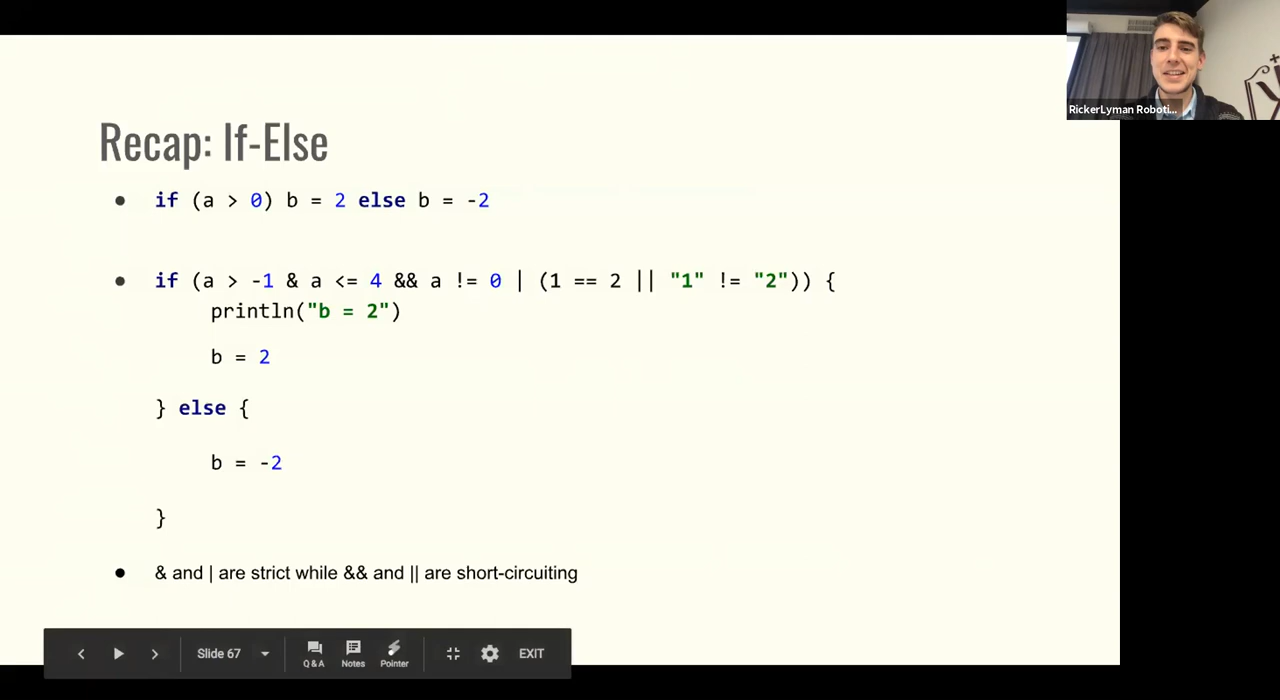 RickerLyman Roboti...
Recap: If-Else
● if (a > 0) b = 2 else b = -2
● if (a > -1 & a <= 4 && a != 0 | (1 == 2 || "1" != "2")) {
println("b = 2")
b = 2
} else {
b = -2
}
● & and | are strict while && and || are short-circuiting
Slide 67
Q & A
Notes
Pointer
EXIT